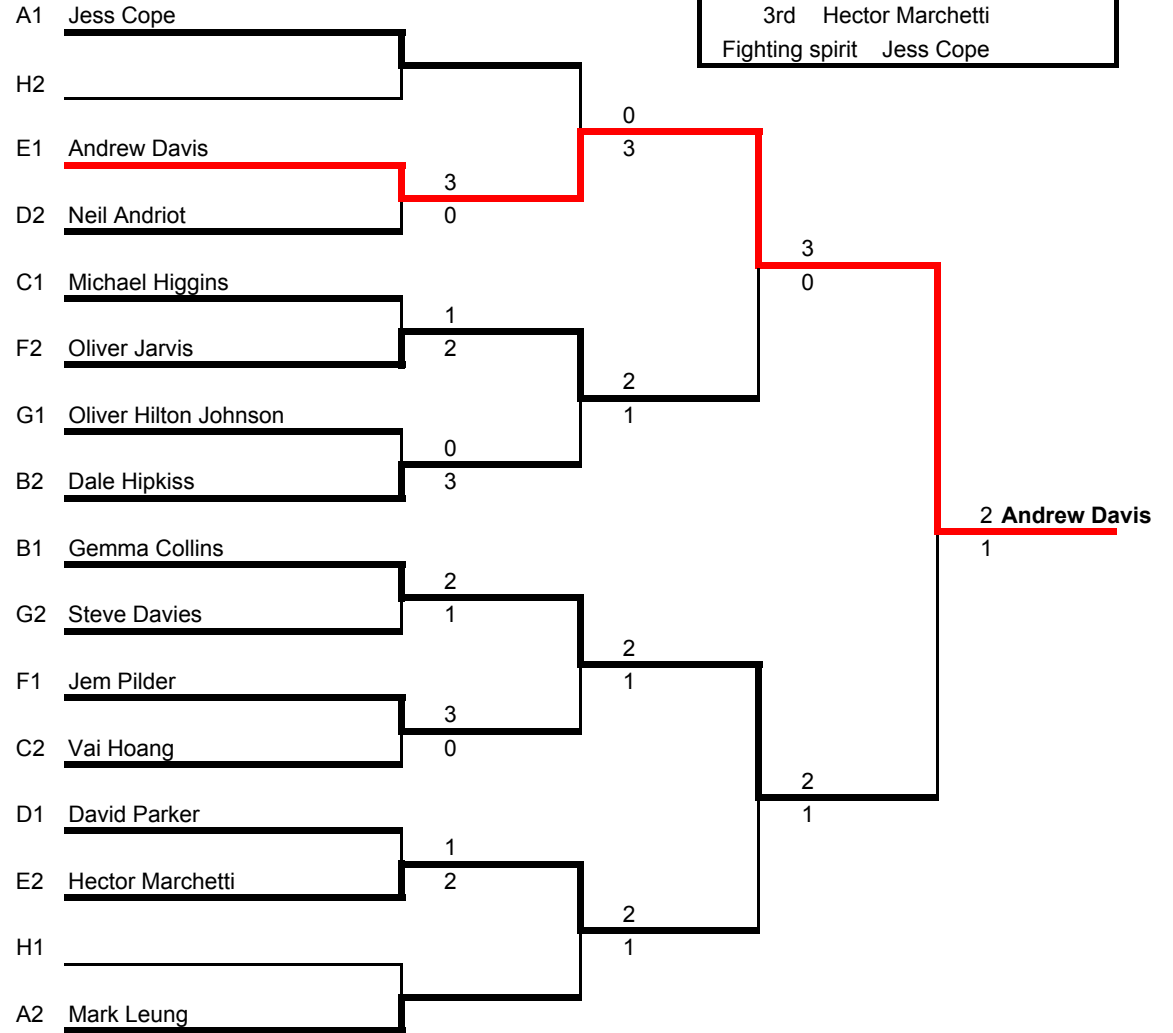 3rd Hector Marchetti
Fighting spirit Jess Cope
A1 Jess Cope
H2
0
E1 Andrew Davis
3
3
D2 Neil Andriot
0
3
C1 Michael Higgins
0
1
F2 Oliver Jarvis
2
2
G1 Oliver Hilton Johnson
1
0
B2 Dale Hipkiss
3
2 Andrew Davis
B1 Gemma Collins
1
2
G2 Steve Davies
1
2
F1 Jem Pilder
1
3
C2 Vai Hoang
0
2
D1 David Parker
1
1
E2 Hector Marchetti
2
2
H1
1
A2 Mark Leung